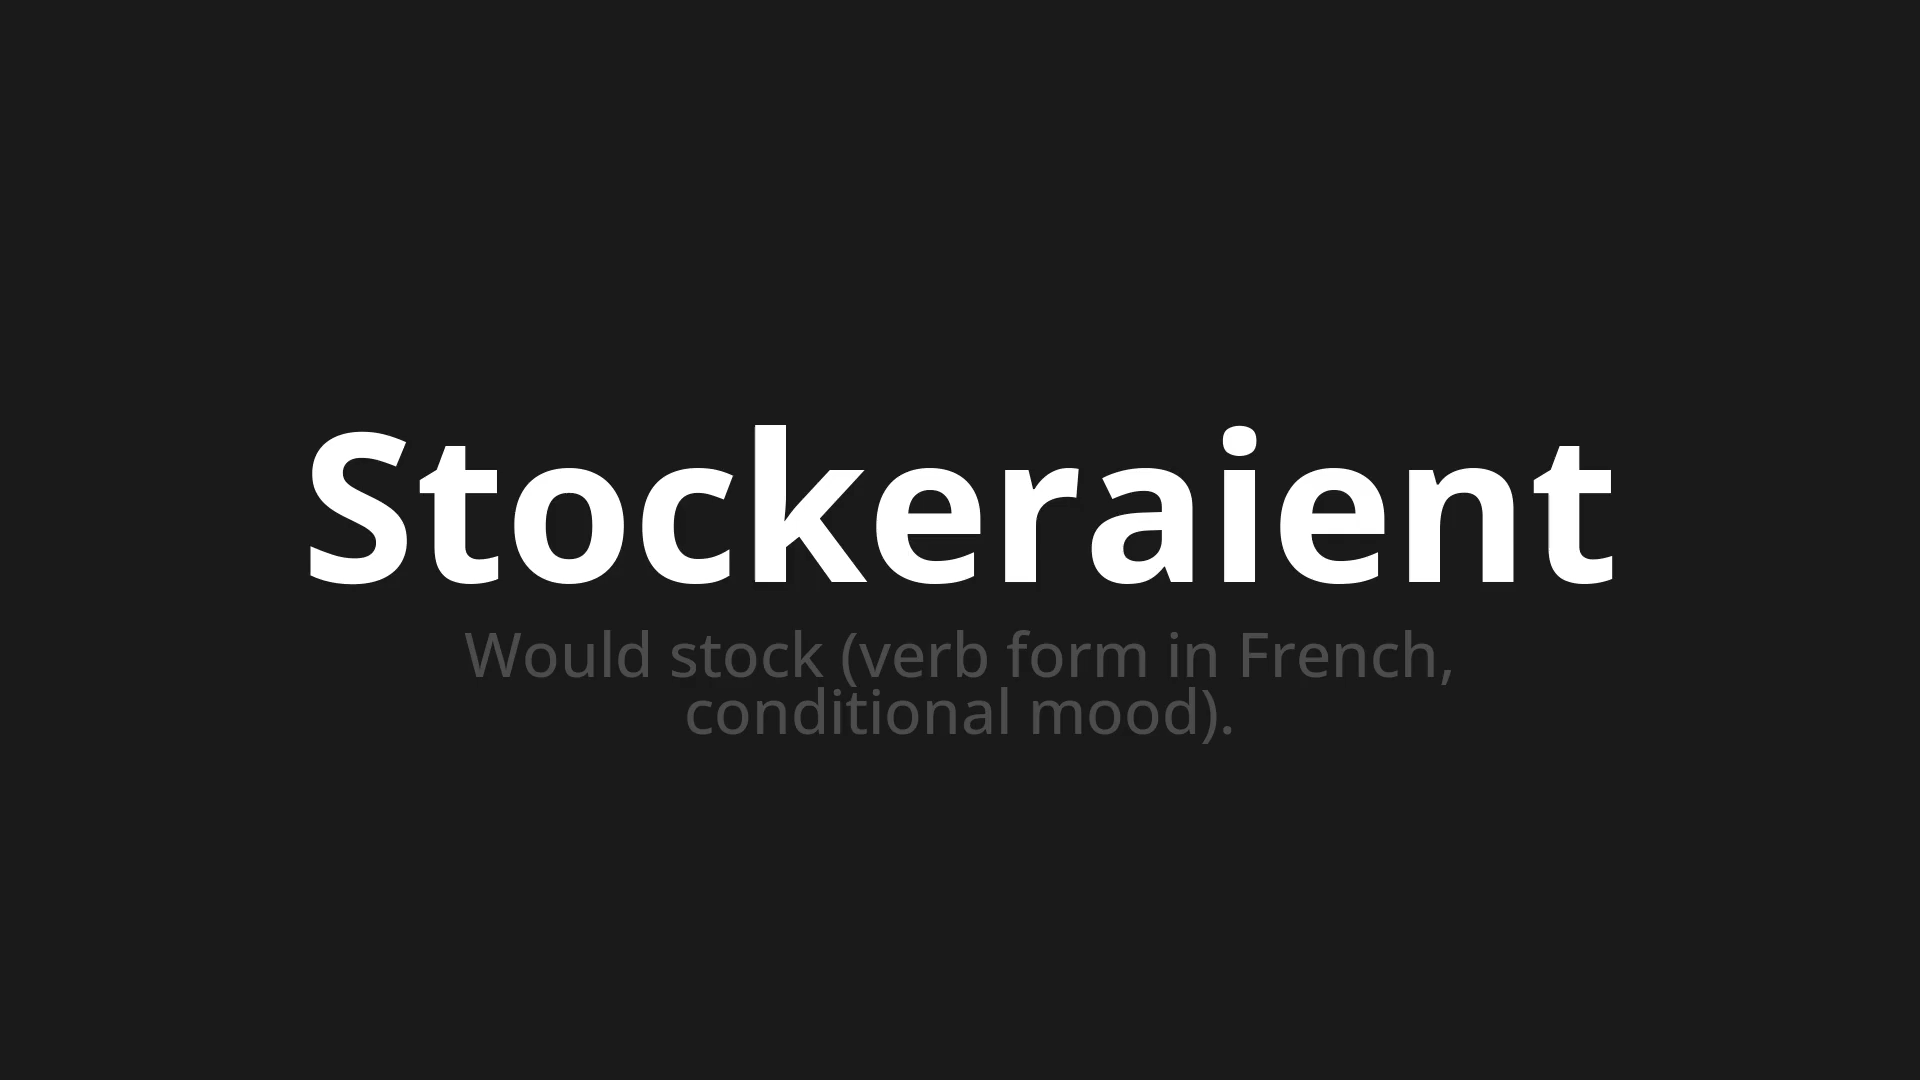 Stockeraient
Would stock (verb form in French,
conditional mood).